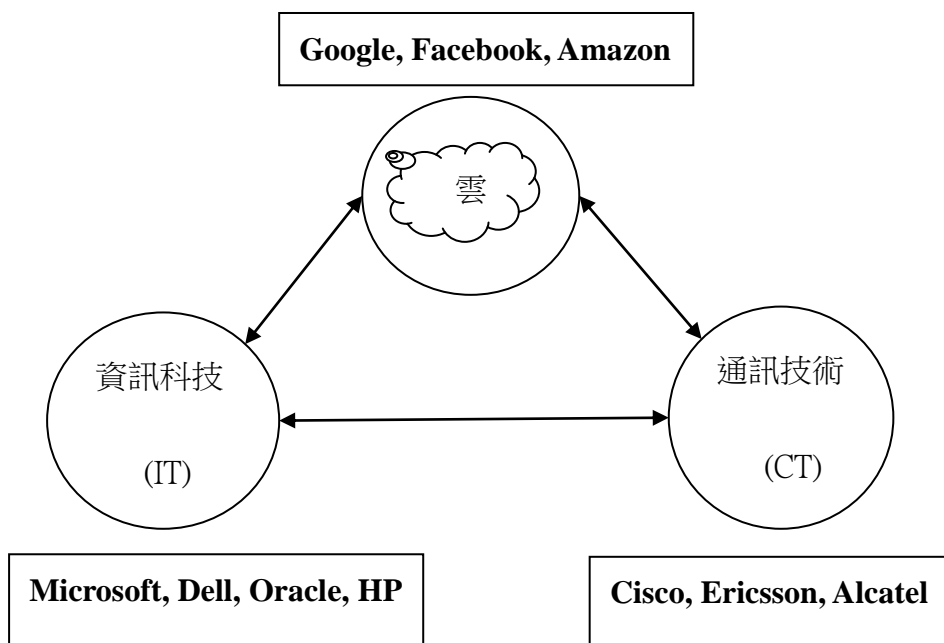 Google, Facebook, Amazon
雲
資訊科技
(IT)
通訊技術
(CT)
Microsoft, Dell, Oracle, HP
Cisco, Ericsson, Alcatel